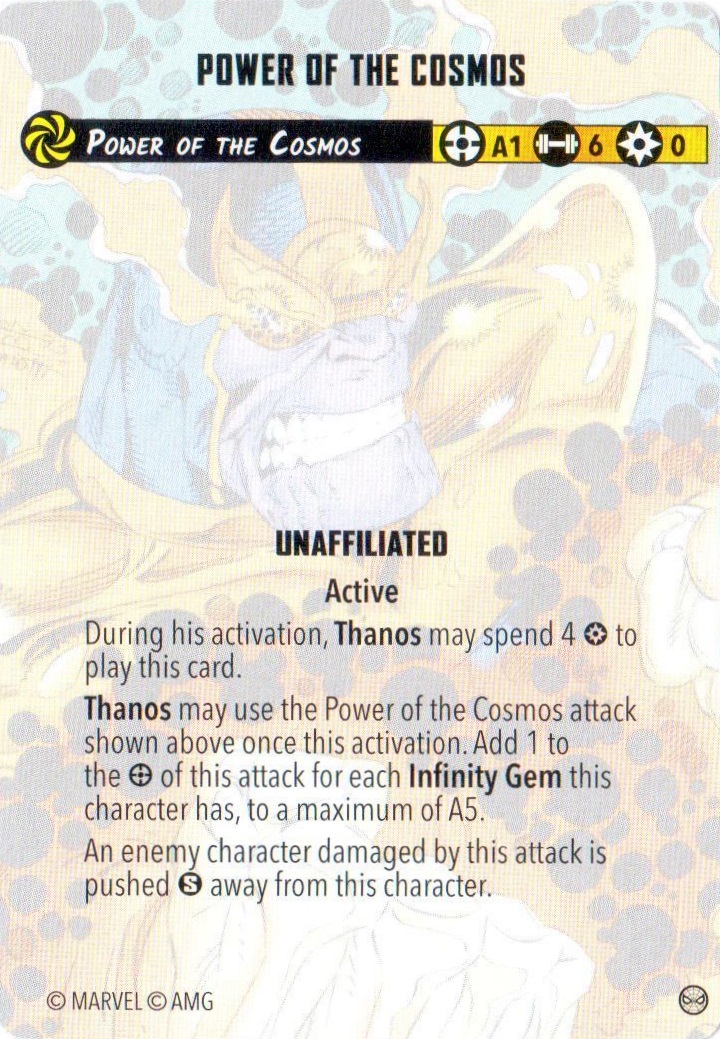 POWER OF THE COSMOS
POWER OF THE COSMOS A1 6 0
UNAFFILIATED
Active
During his activation, Thanos may spend 4 to
play this card.
Thanos may use the Power of the Cosmos attack
shown above once this activation. Add 1 to
the of this attack for each Infinity Gem this
character has, to a maximum of A5.
An enemy character damaged by this attack is
pushed S away from this character.
© MARVEL © AMG